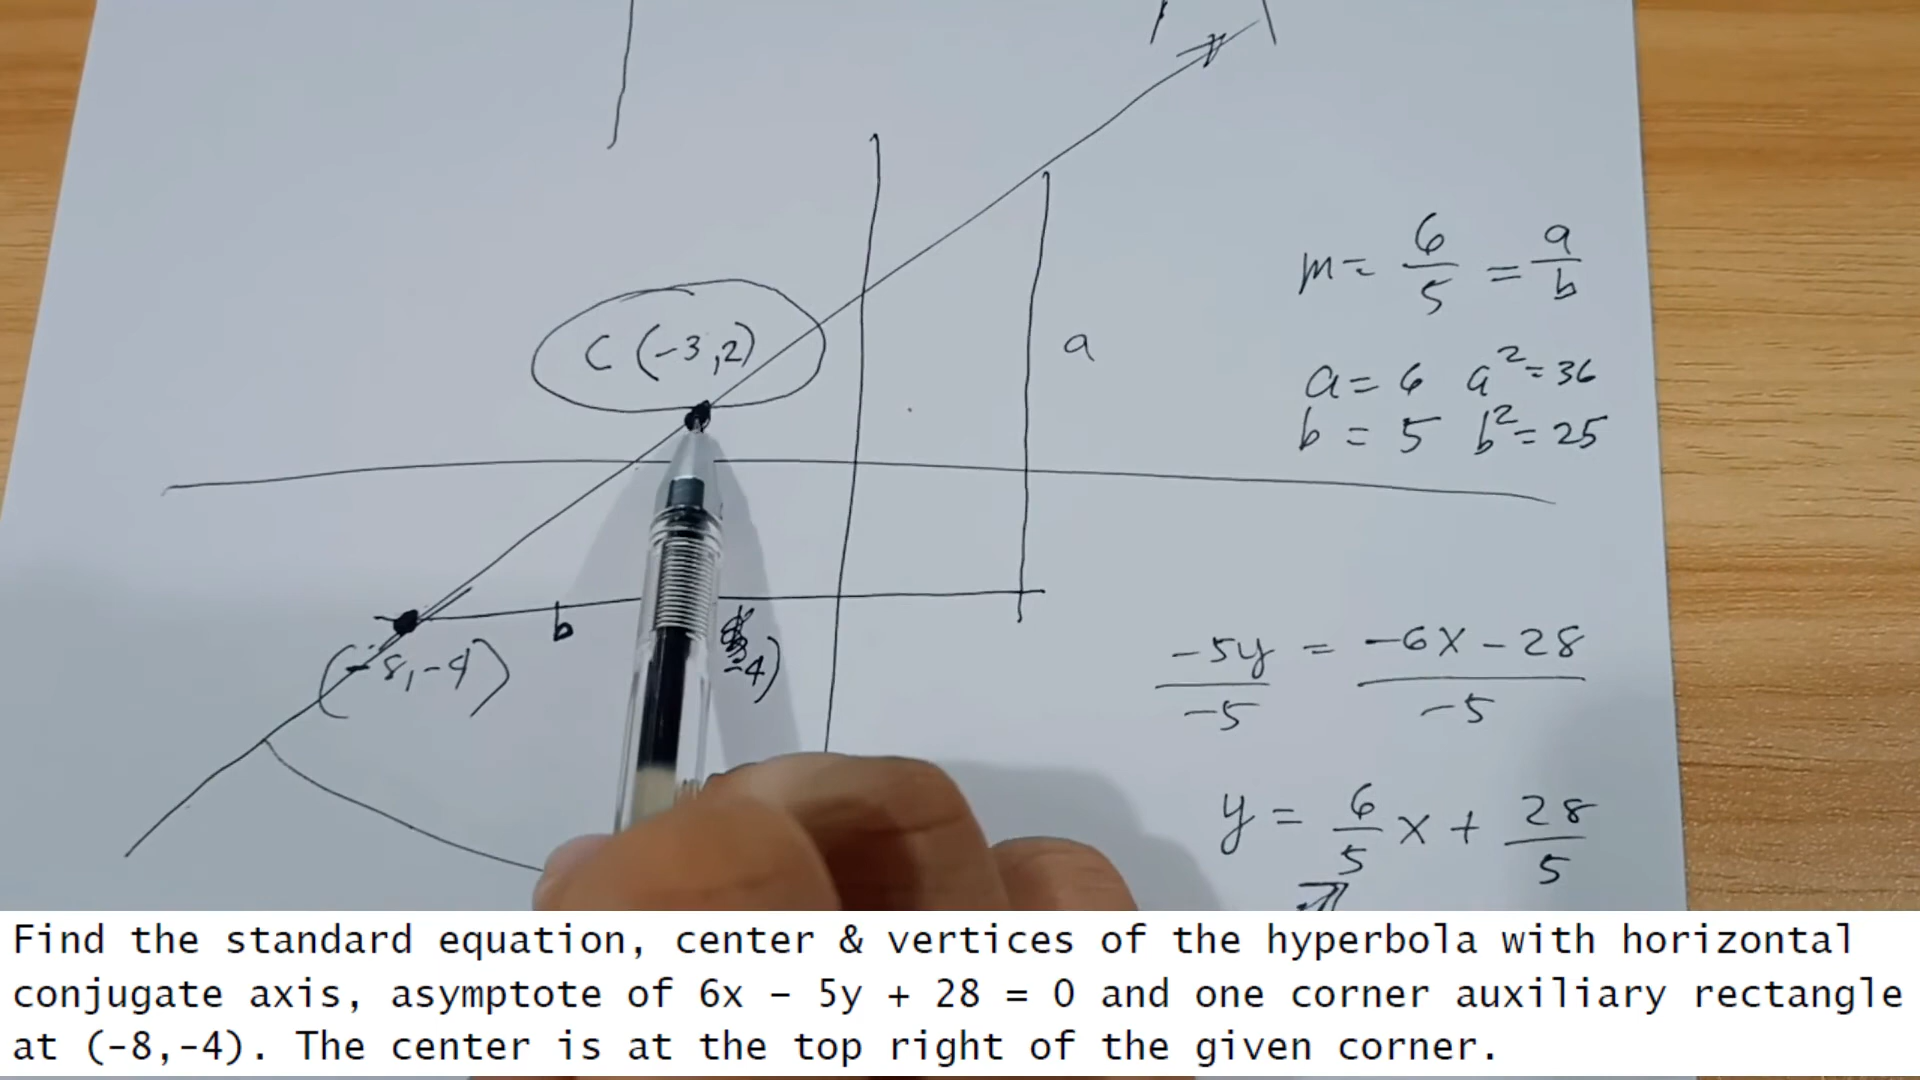 C (-3,2)
m = 6/5 = a/b
a
a = 6 a² = 36
b = 5 b² = 25
b
-4)
(-8,-4)
-5y/-5 = -6x - 28/-5
y = 6/5 x + 28/5
Find the standard equation, center & vertices of the hyperbola with horizontal
conjugate axis, asymptote of 6x - 5y + 28 = 0 and one corner auxiliary rectangle
at (-8,-4). The center is at the top right of the given corner.